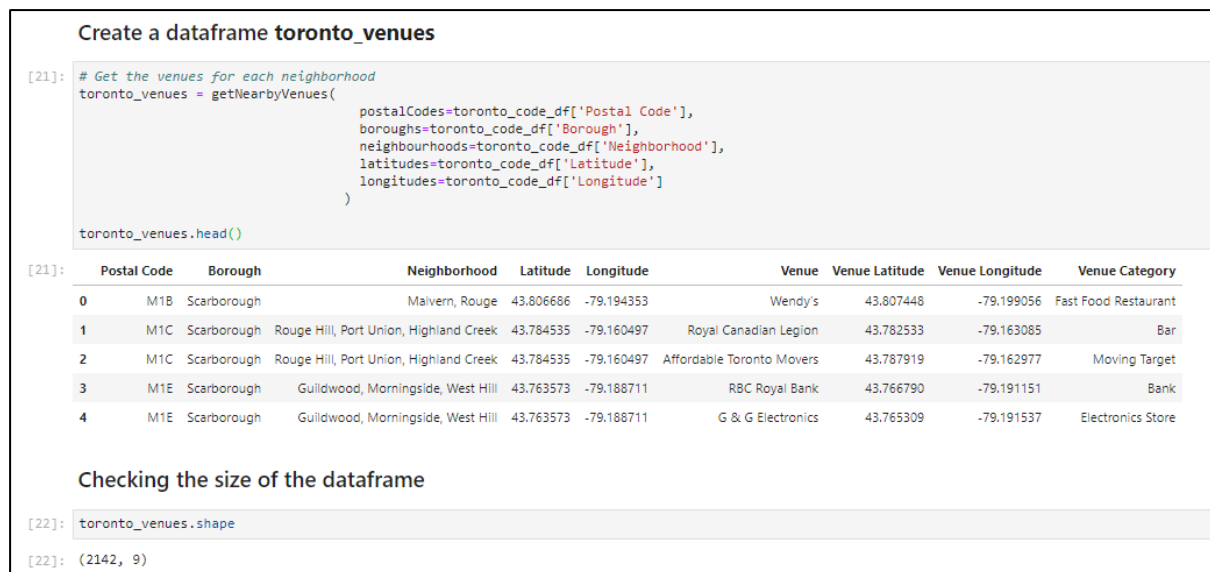 Create a dataframe toronto_venues
[21]: # Get the venues for each neighborhood
toronto_venues = getNearbyVenues(
postalCodes=toronto_code_df['Postal Code'],
boroughs=toronto_code_df['Borough'],
neighbourhoods=toronto_code_df['Neighborhood'],
latitudes=toronto_code_df['Latitude'],
longitudes=toronto_code_df['Longitude']
)
toronto_venues.head()
[21]: Postal Code Borough Neighborhood Latitude Longitude Venue Venue Latitude Venue Longitude Venue Category
0 M1B Scarborough Malvern, Rouge 43.806686 -79.194353 Wendy's 43.807448 -79.199056 Fast Food Restaurant
1 M1C Scarborough Rouge Hill, Port Union, Highland Creek 43.784535 -79.160497 Royal Canadian Legion 43.782533 -79.163085 Bar
2 M1C Scarborough Rouge Hill, Port Union, Highland Creek 43.784535 -79.160497 Affordable Toronto Movers 43.787919 -79.162977 Moving Target
3 M1E Scarborough Guildwood, Morningside, West Hill 43.763573 -79.188711 RBC Royal Bank 43.766790 -79.191151 Bank
4 M1E Scarborough Guildwood, Morningside, West Hill 43.763573 -79.188711 G & G Electronics 43.765309 -79.191537 Electronics Store
Checking the size of the dataframe
[22]: toronto_venues.shape
[22]: (2142, 9)